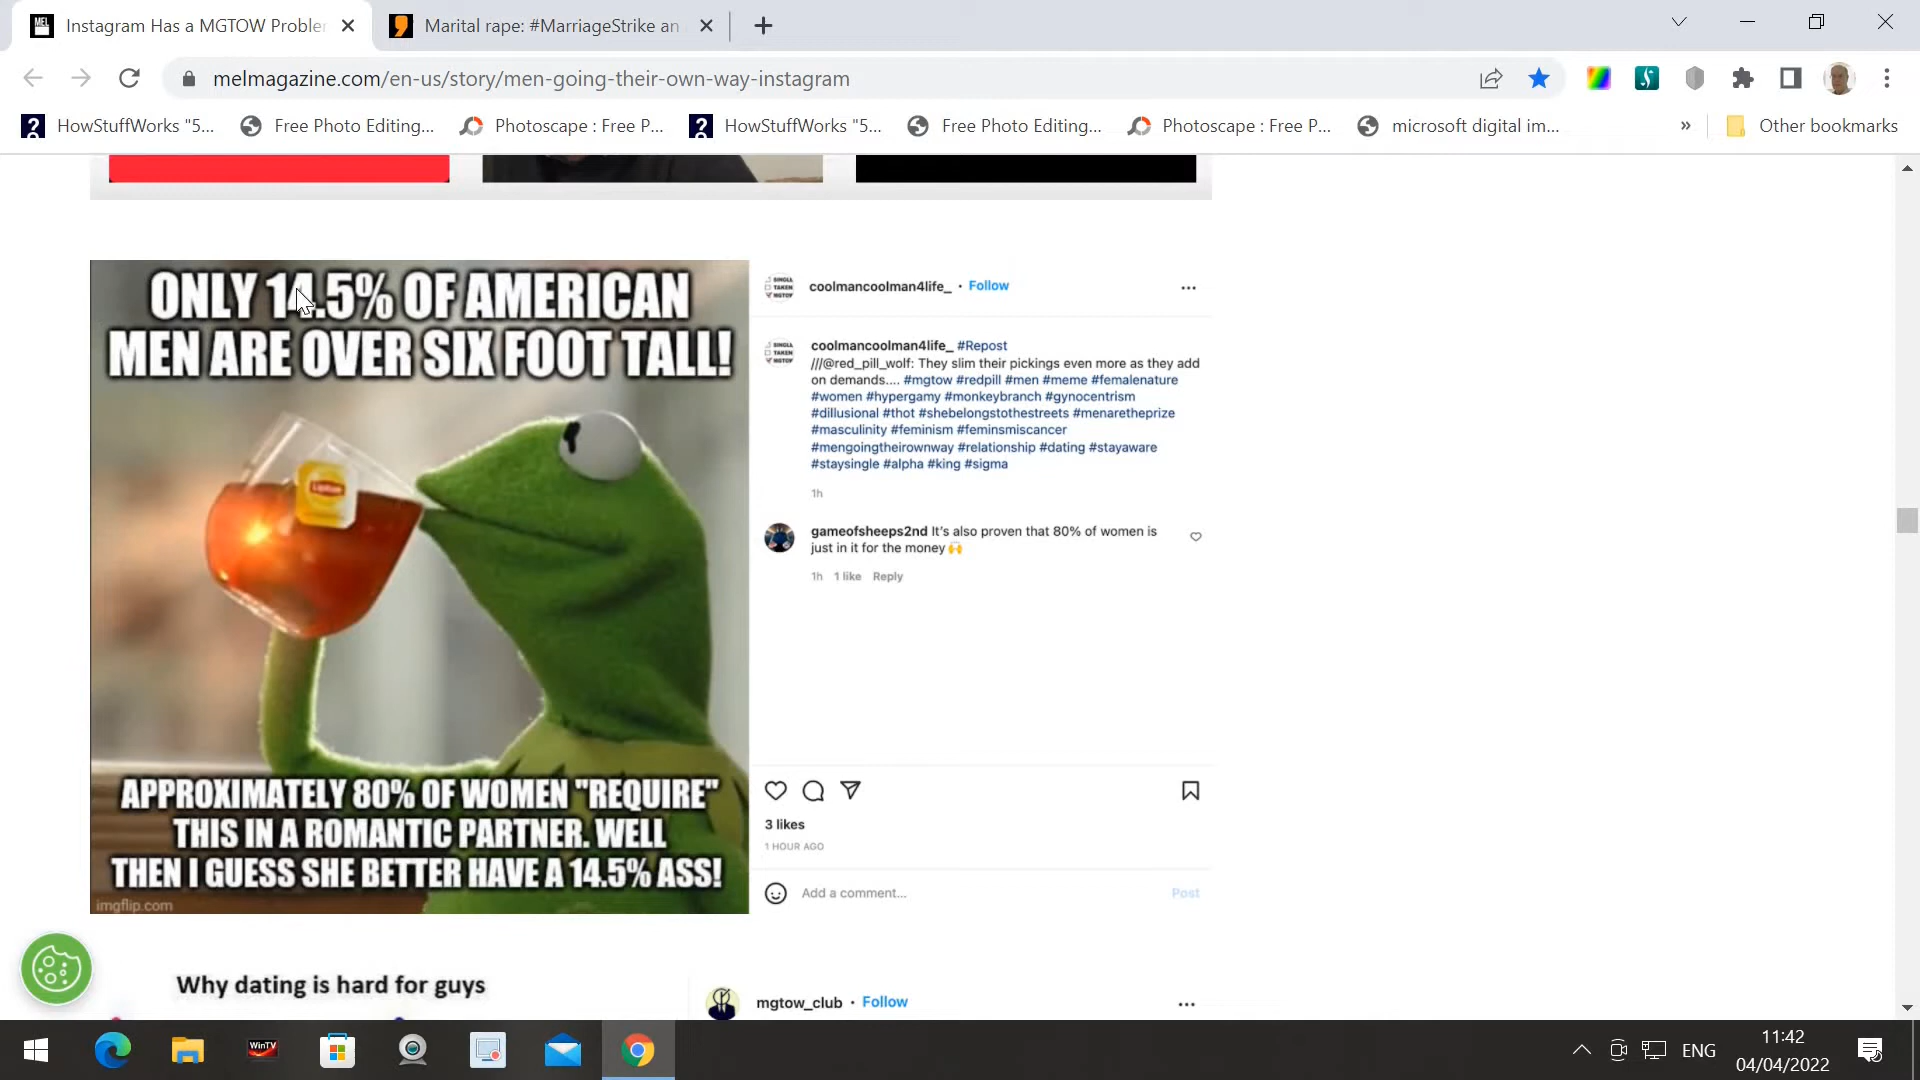 Instagram Has a MGTOW Proble
Marital rape: #MarriageStrike an
melmagazine.com/en-us/story/men-going-their-own-way-instagram
HowStuffWorks "5...
Free Photo Editing...
Photoscape : Free P...
HowStuffWorks "5...
Free Photo Editing...
Photoscape : Free P...
microsoft digital im...
»
Other bookmarks
ONLY 14.5% OF AMERICAN
MEN ARE OVER SIX FOOT TALL!
Lipton
APPROXIMATELY 80% OF WOMEN "REQUIRE"
THIS IN A ROMANTIC PARTNER. WELL
THEN I GUESS SHE BETTER HAVE A 14.5% ASS!
imgflip.com
coolmancoolman4life_ • Follow
coolmancoolman4life_ #Repost
///@red_pill_wolf: They slim their pickings even more as they add
on demands.... #mgtow #redpill #men #meme #femalenature
#women #hypergamy #monkeybranch #gynocentrism
#dillusional #thot #shebelongstothestreets #menaretheprize
#masculinity #feminism #feminsmiscancer
#mengoingtheirownway #relationship #dating #stayaware
#staysingle #alpha #king #sigma
1h
gameofsheeps2nd It's also proven that 80% of women is
just in it for the money 🙌
1h 1 like Reply
3 likes
1 HOUR AGO
Add a comment... Post
Why dating is hard for guys
mgtow_club • Follow
WinTV
ENG
11:42
04/04/2022